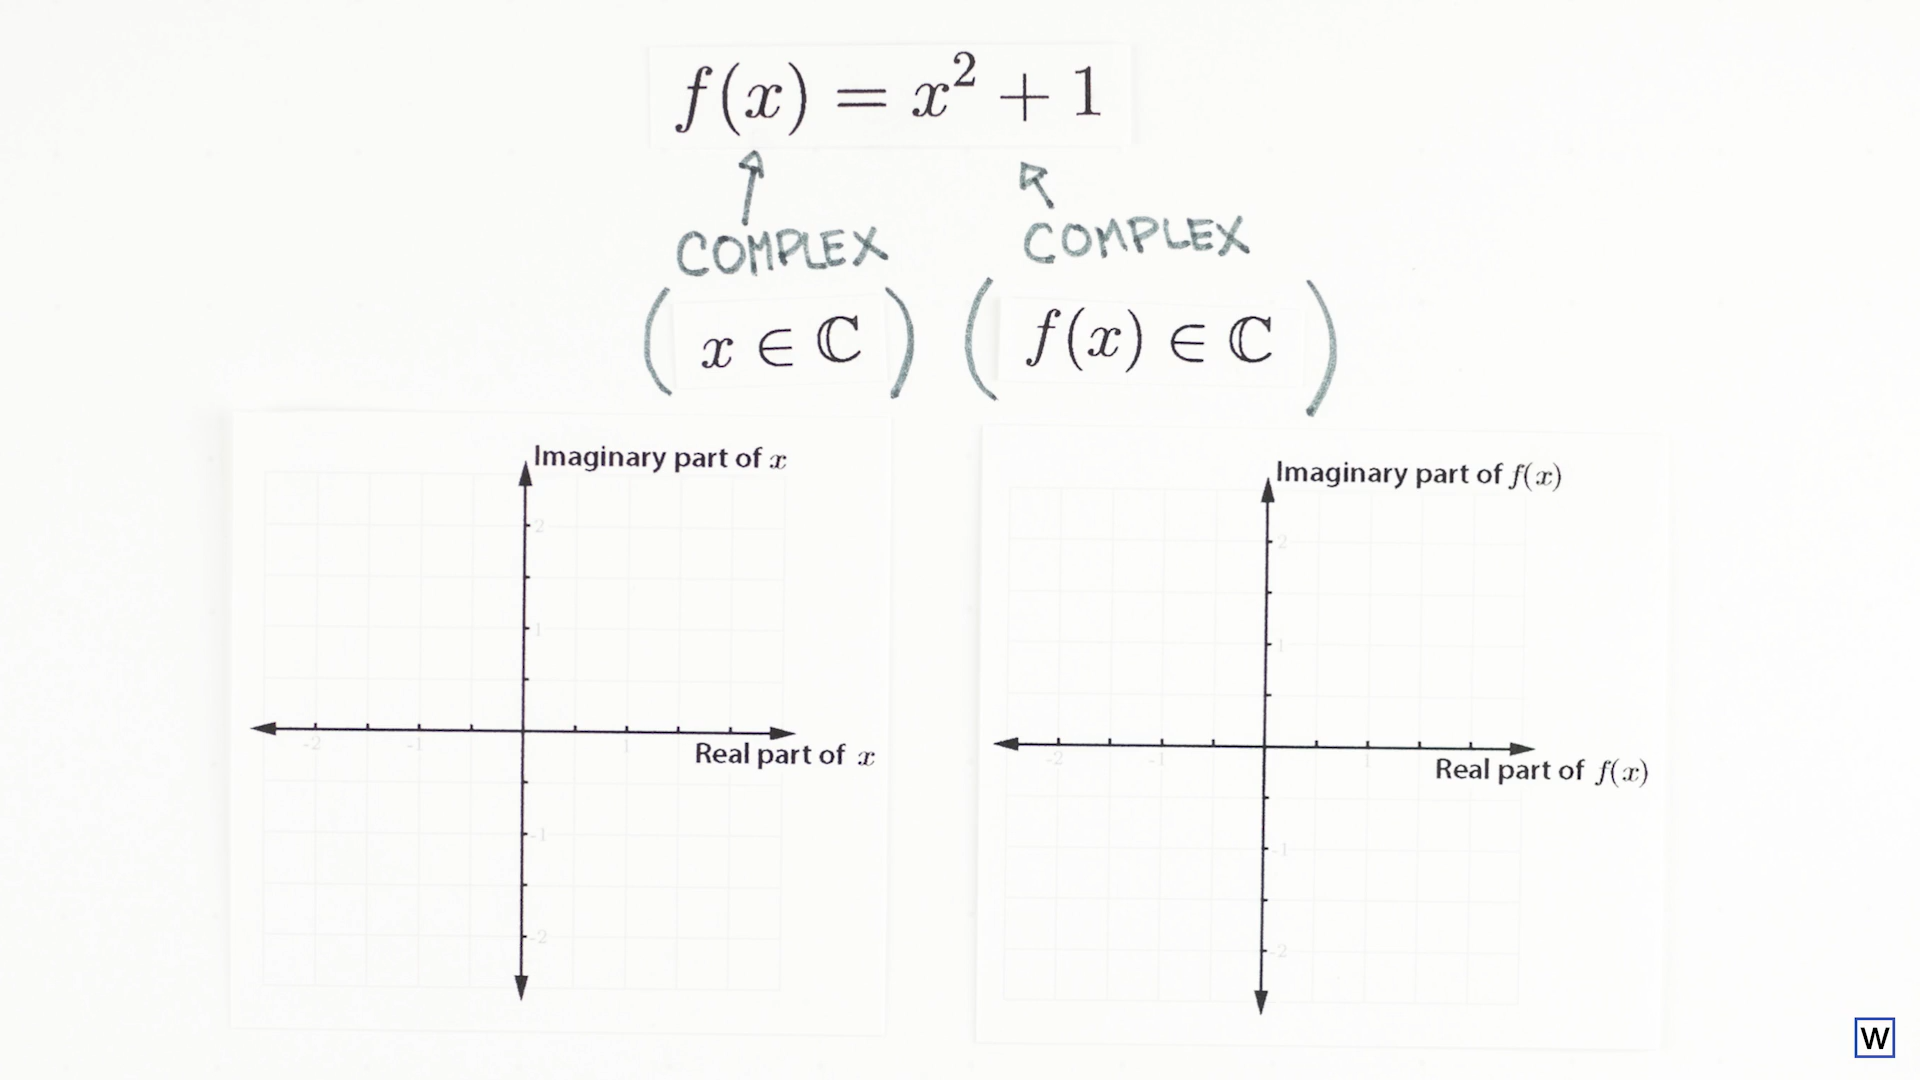 f(x) = x² + 1
COMPLEX COMPLEX
( x ∈ ℂ ) ( f(x) ∈ ℂ )
Imaginary part of x
2
1
-2 -1 1
Real part of x
-1
-2
Imaginary part of f(x)
2
1
-2 -1 1
Real part of f(x)
-1
-2
W